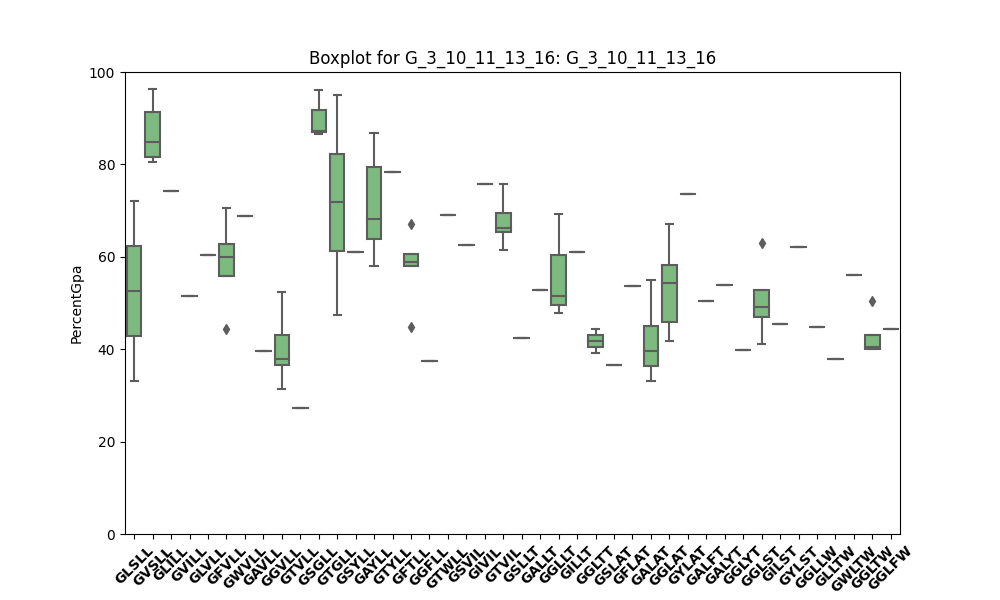 Boxplot for G_3_10_11_13_16: G_3_10_11_13_16
PercentGpa
100
80
60
40
20
0
GLSLL
GVSLL
GLILL
GVILL
GLVLL
GFVLL
GWVLL
GAVLL
GGVLL
GTVLL
GSGLL
GTGLL
GSYLL
GAYLL
GTYLL
GFTLL
GGFLL
GTWLL
GSVIL
GIVIL
GTVIL
GSLLT
GALLT
GGLLT
GILLT
GGLTT
GSLAT
GFLAT
GALAT
GGLAT
GYLAT
GALFT
GALYT
GGLYT
GGLST
GILST
GYLST
GGLLW
GLLTW
GWLTW
GGLTW
GGLFW